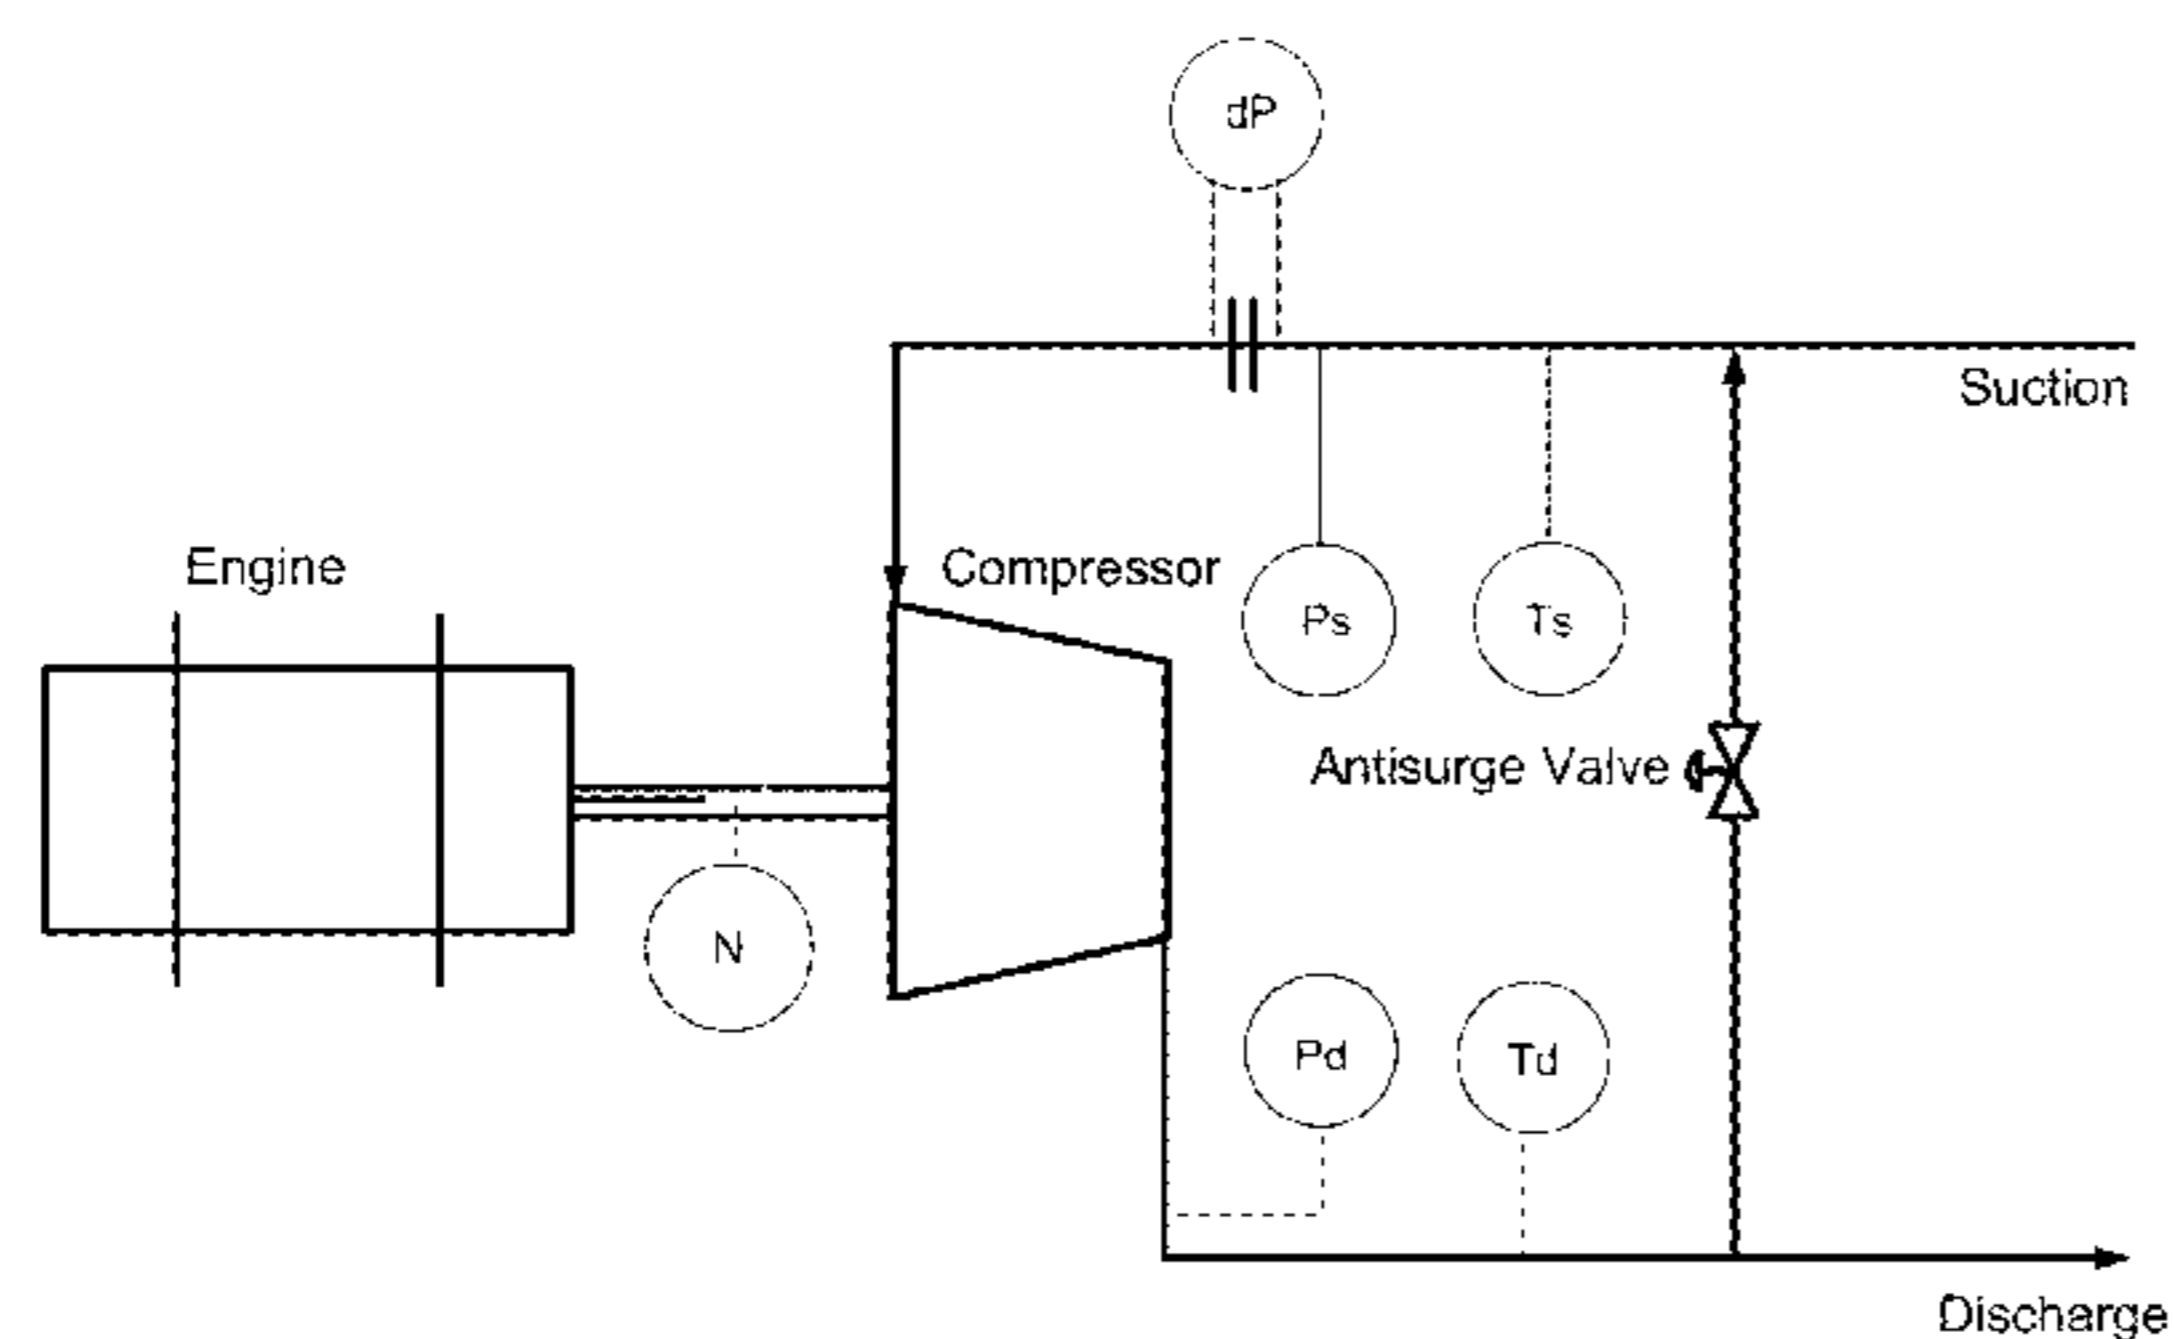 dP
Suction
Engine
Compressor
Ps
Ts
Antisurge Valve
N
Pd
Td
Discharge